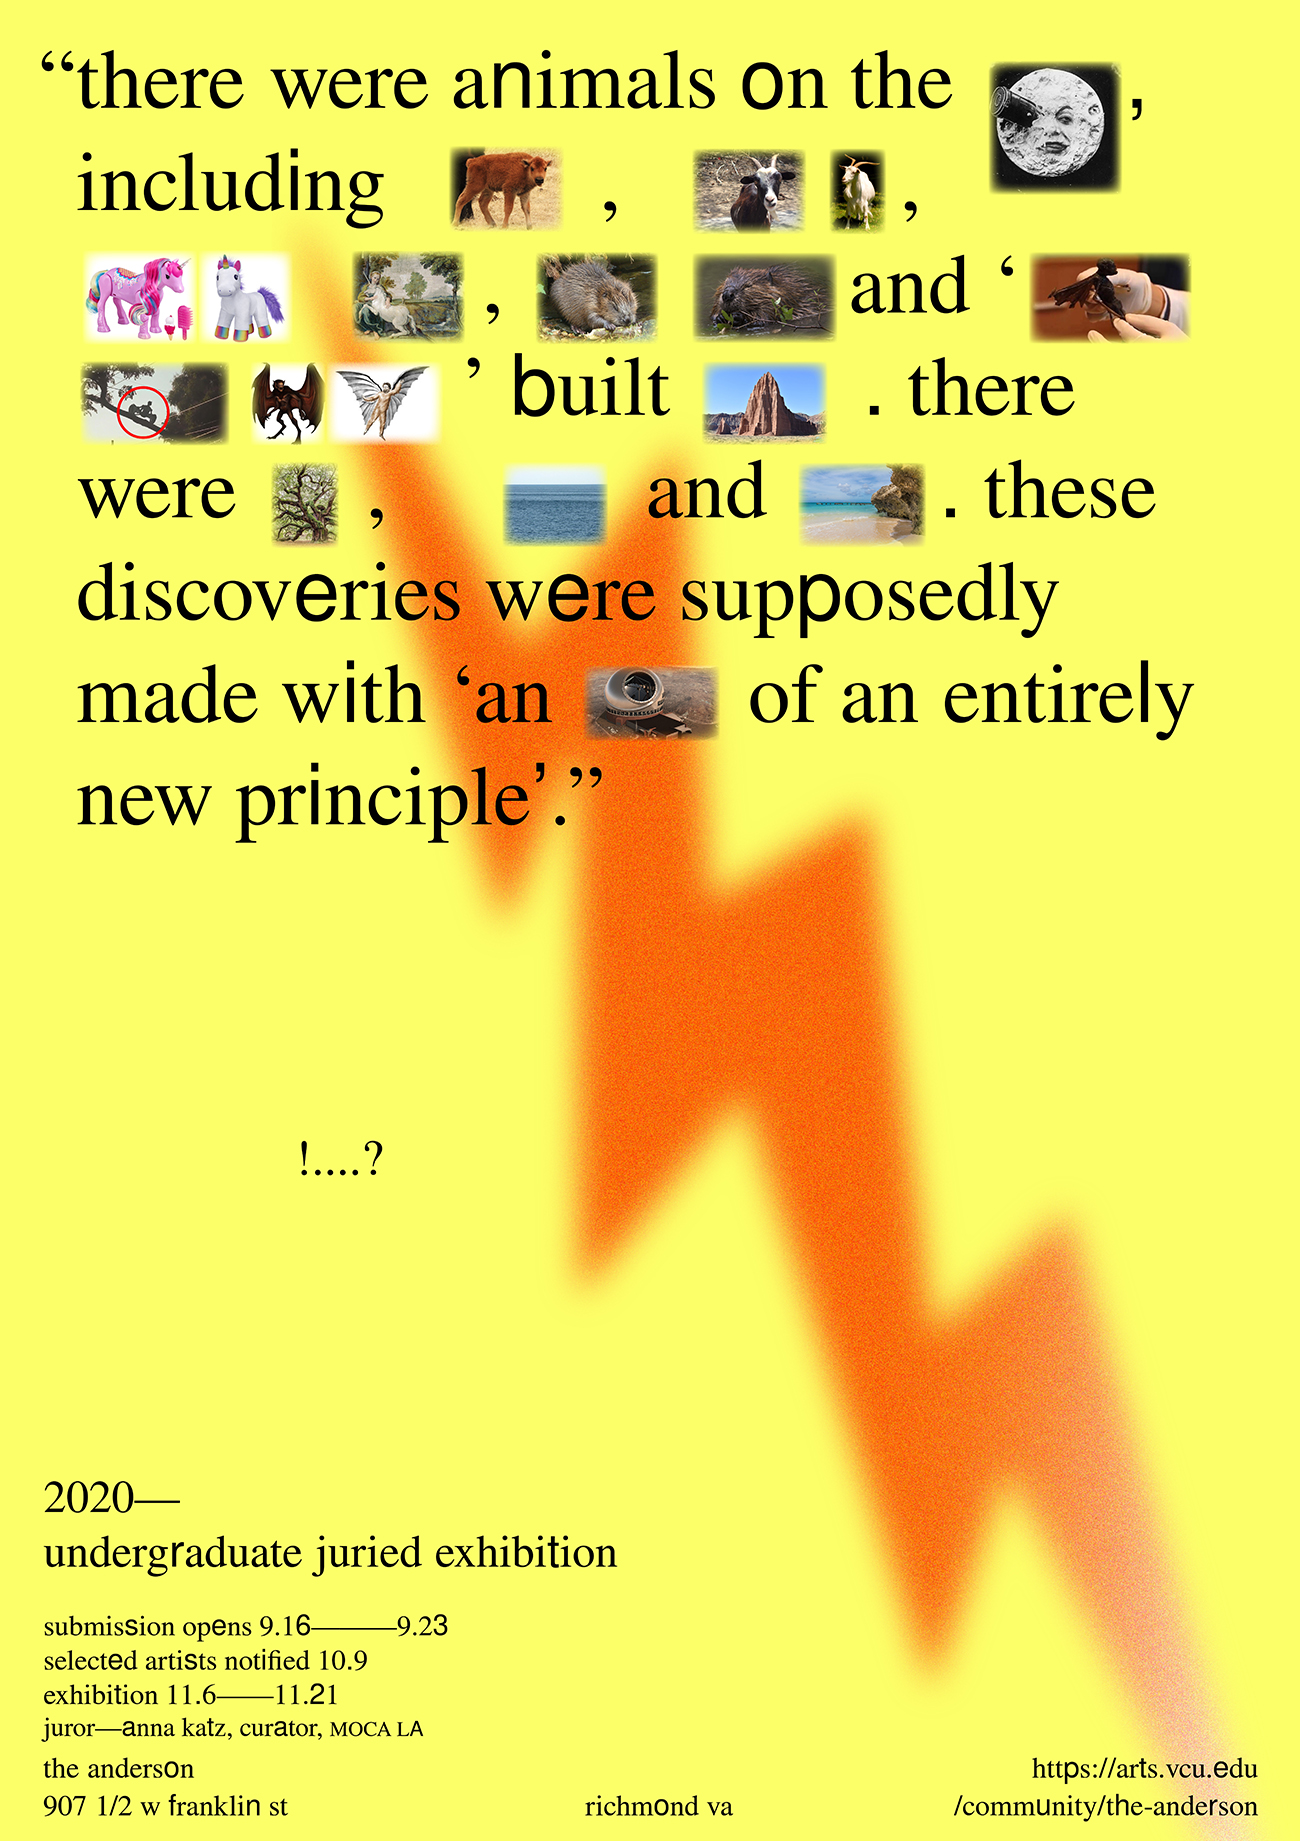 “there were animals on the ,
including , ,
, and ‘
’ built . there
were , and . these
discoveries were supposedly
made with ‘an of an entirely
new principle’.”
!....?
2020—
undergraduate juried exhibition
submission opens 9.16———9.23
selected artists notified 10.9
exhibition 11.6——11.21
juror—anna katz, curator, MOCA LA
the anderson
907 1/2 w franklin st
richmond va
https://arts.vcu.edu
/community/the-anderson